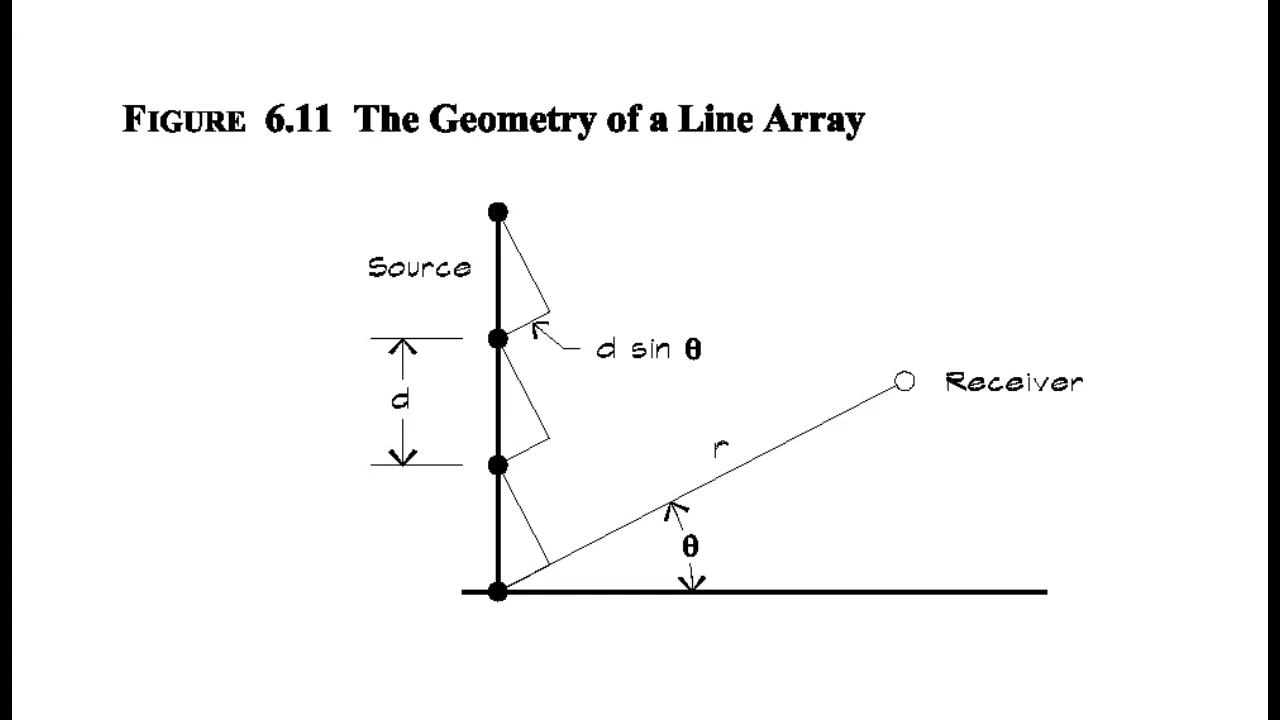 FIGURE 6.11 The Geometry of a Line Array
Source
d sin θ
d
Receiver
r
θ